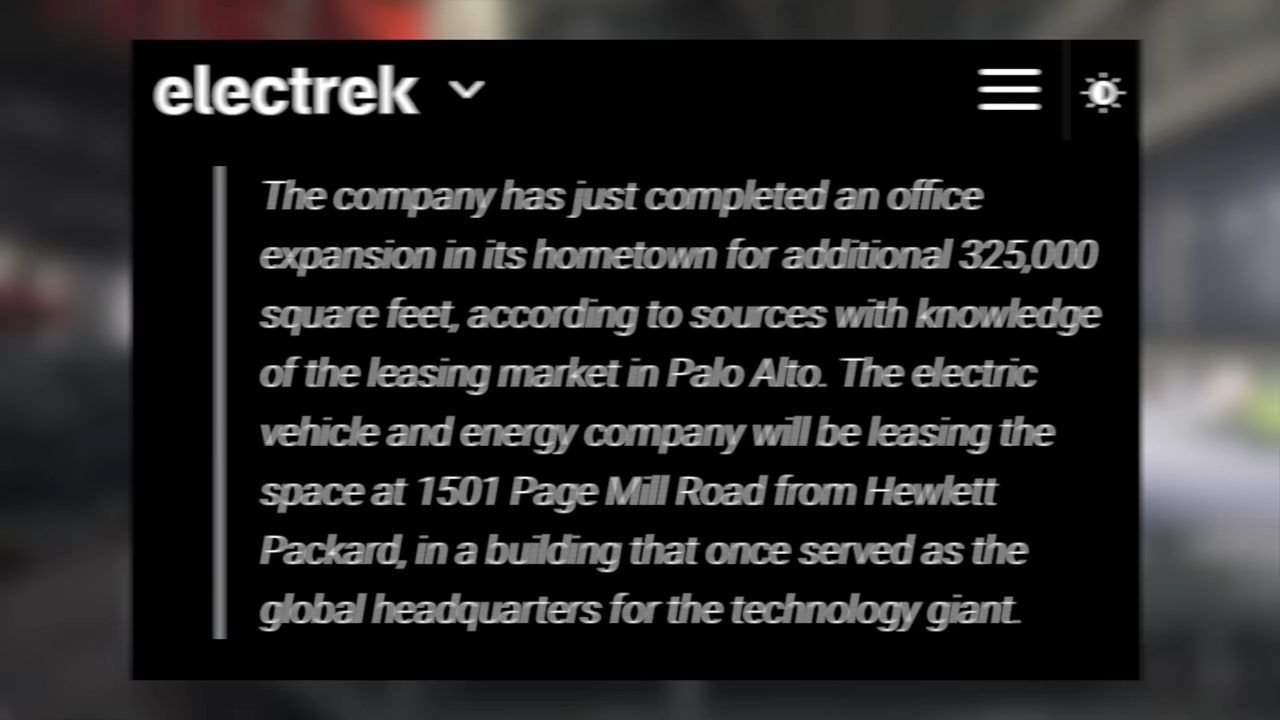 electrek
The company has just completed an office
expansion in its hometown for additional 325,000
square feet, according to sources with knowledge
of the leasing market in Palo Alto. The electric
vehicle and energy company will be leasing the
space at 1501 Page Mill Road from Hewlett
Packard, in a building that once served as the
global headquarters for the technology giant.